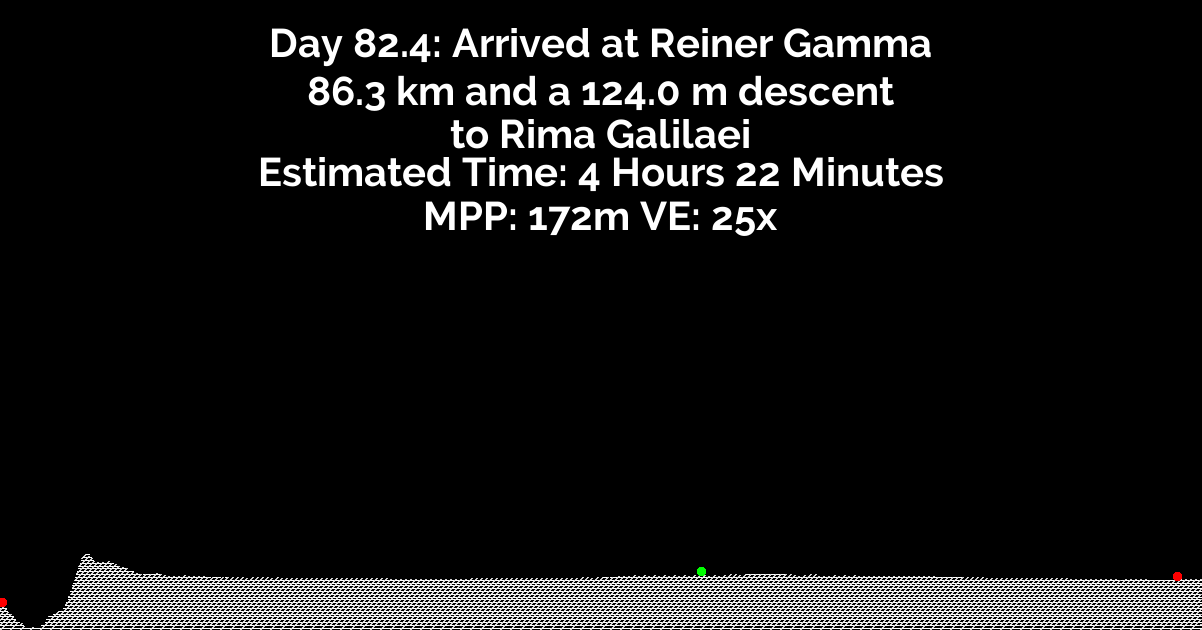 Day 82.4: Arrived at Reiner Gamma
86.3 km and a 124.0 m descent
to Rima Galilaei
Estimated Time: 4 Hours 22 Minutes
MPP: 172m VE: 25x